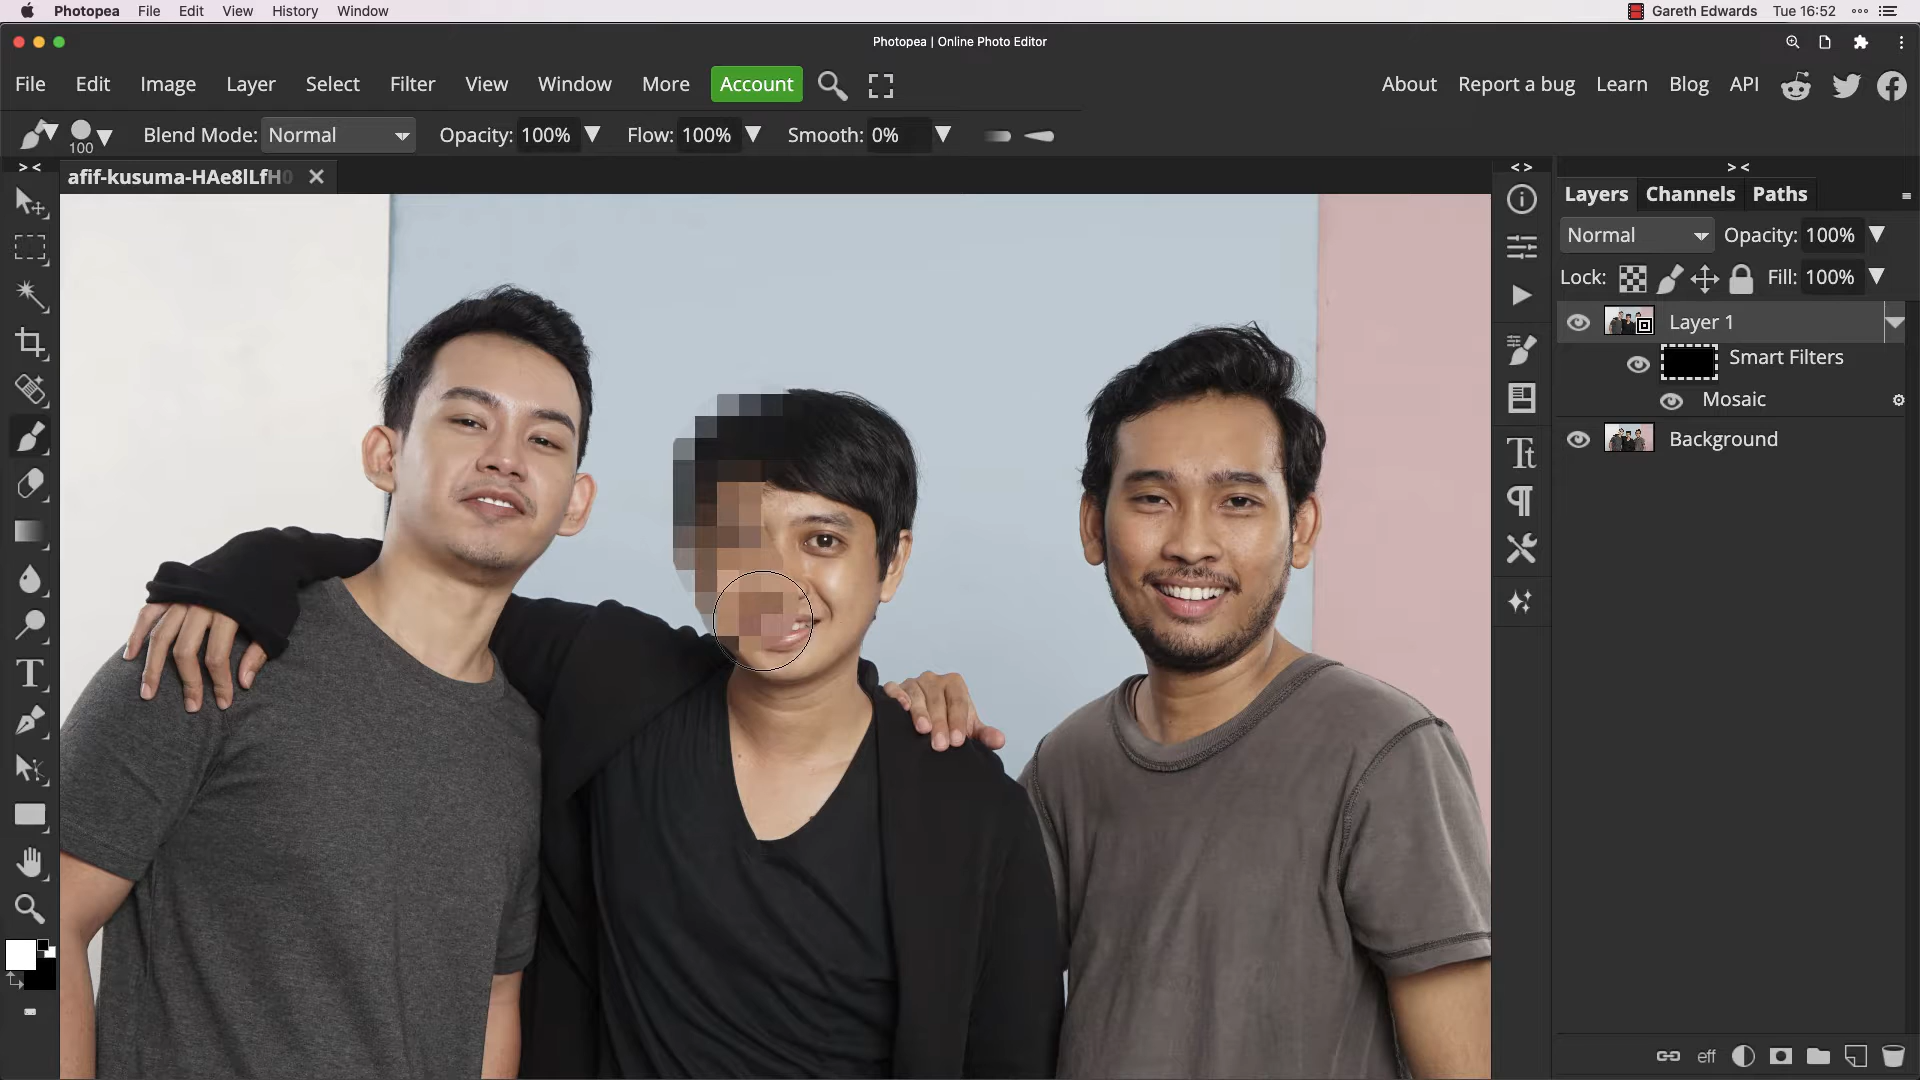 Photopea File Edit View History Window Gareth Edwards Tue 16:52
Photopea | Online Photo Editor
File Edit Image Layer Select Filter View Window More Account About Report a bug Learn Blog API
100 Blend Mode: Normal Opacity: 100% Flow: 100% Smooth: 0%
> < < > > <
afif-kusuma-HAe8lLfH0
Layers Channels Paths
Normal Opacity: 100%
Lock: Fill: 100%
Layer 1
Smart Filters
Mosaic
Background
eff